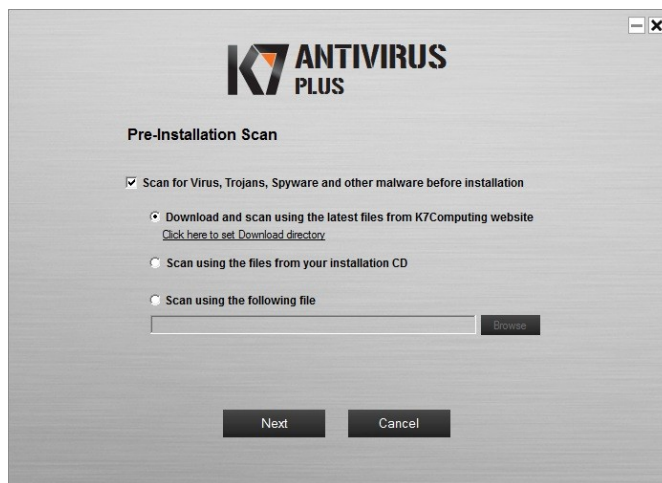 K7 ANTIVIRUS
PLUS
Pre-Installation Scan
Scan for Virus, Trojans, Spyware and other malware before installation
Download and scan using the latest files from K7Computing website
Click here to set Download directory
Scan using the files from your installation CD
Scan using the following file
Browse
Next Cancel